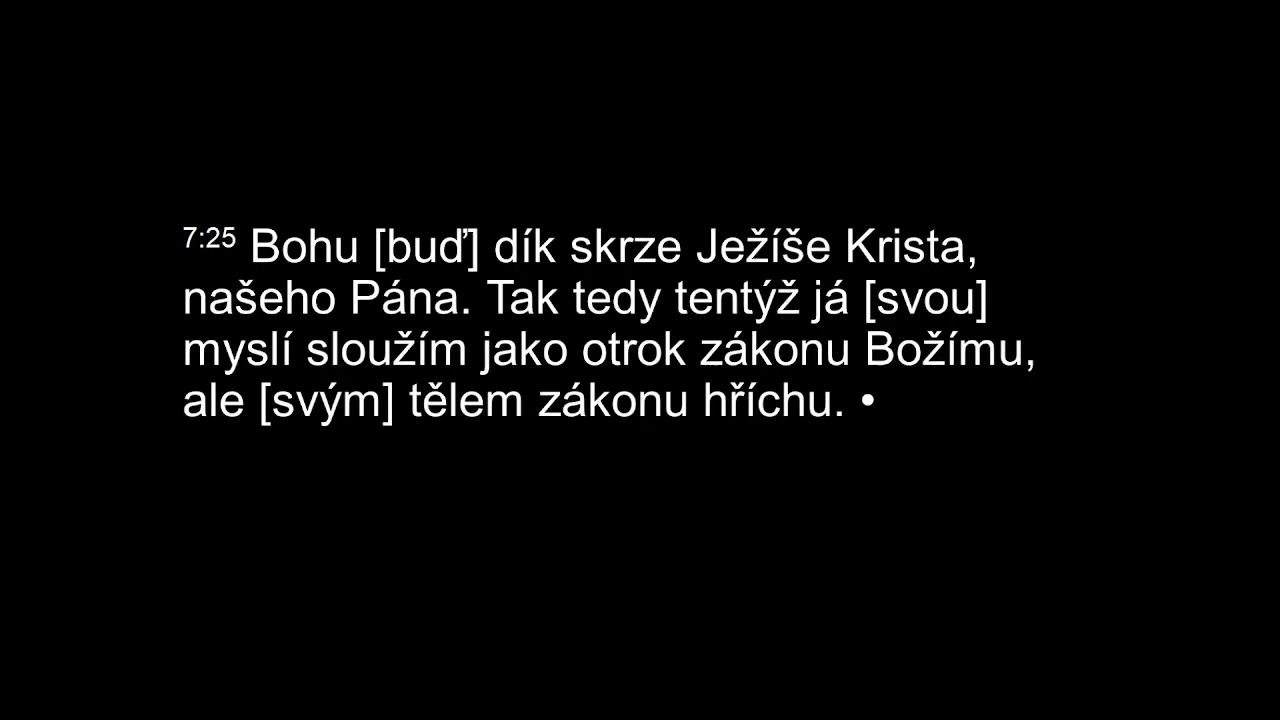 7:25 Bohu [buď] dík skrze Ježíše Krista,
našeho Pána. Tak tedy tentýž já [svou]
myslí sloužím jako otrok zákonu Božímu,
ale [svým] tělem zákonu hříchu. •